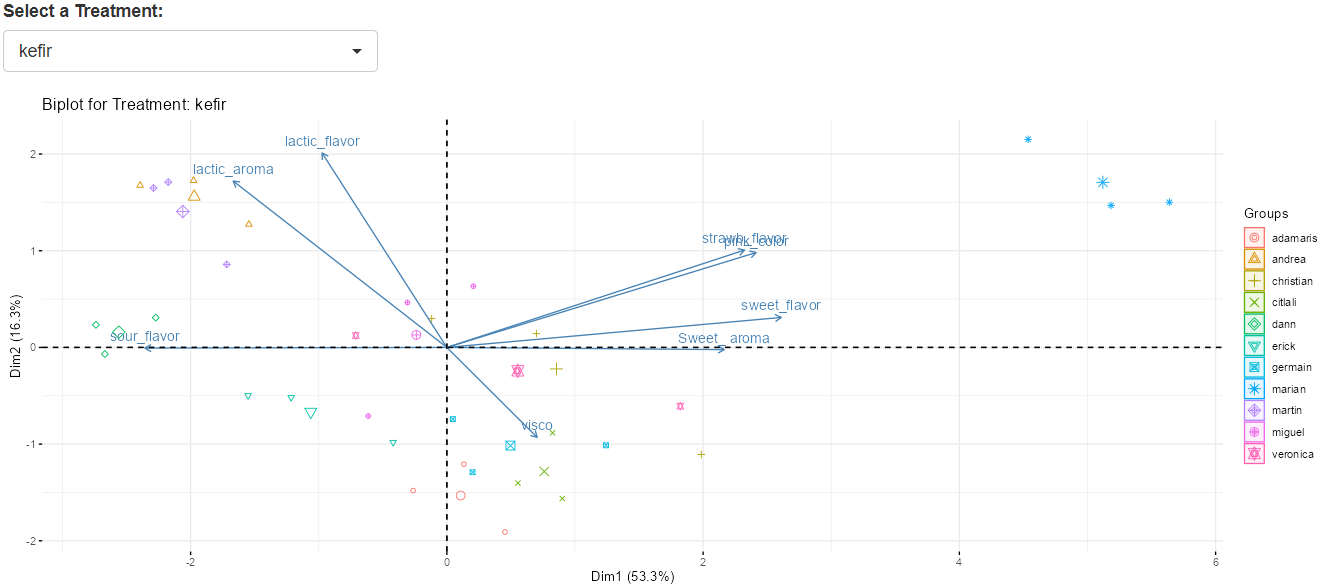 Select a Treatment:
kefir
Biplot for Treatment: kefir
lactic_flavor
lactic_aroma
strawb_flavor
pink_color
sweet_flavor
Sweet_aroma
sour_flavor
visco
2
1
0
-1
-2
Dim2 (16.3%)
-2
0
2
4
6
Dim1 (53.3%)
Groups
adamaris
andrea
christian
citlali
dann
erick
germain
marian
martin
miguel
veronica